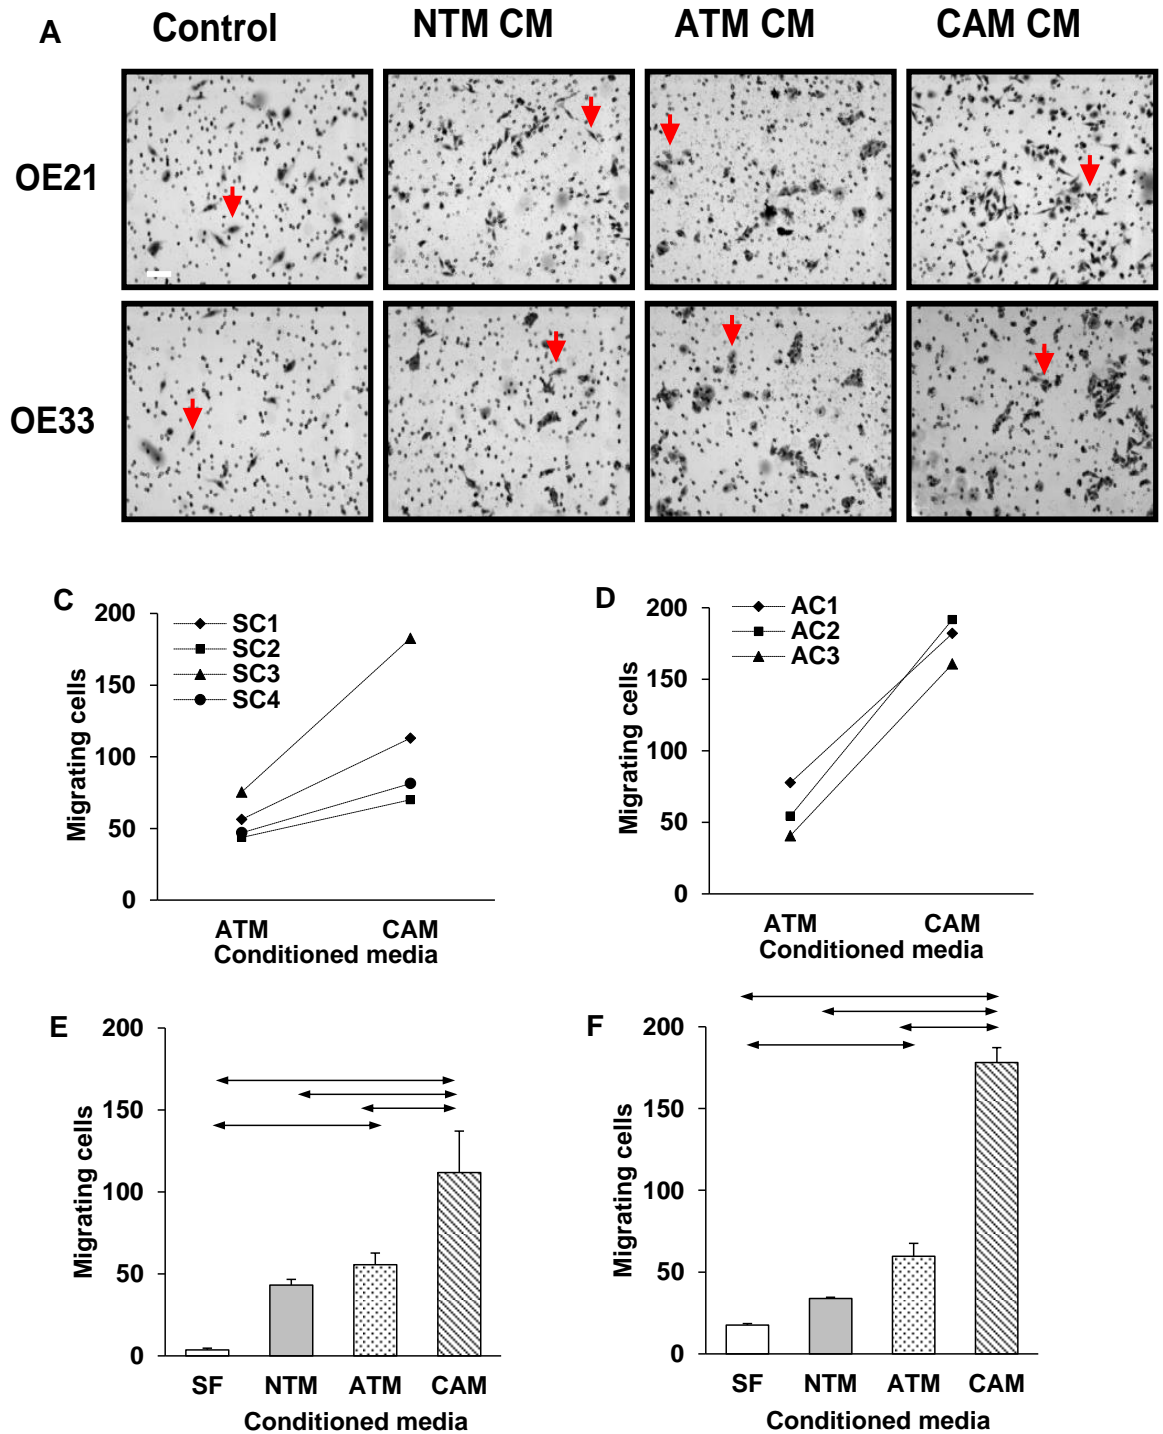 A
Control
NTM CM
ATM CM
CAM CM
OE21
OE33
C
200
150
100
50
0
Migrating cells
SC1
SC2
SC3
SC4
ATM
CAM
Conditioned media
D
200
150
100
50
0
Migrating cells
AC1
AC2
AC3
ATM
CAM
Conditioned media
E
200
150
100
50
0
Migrating cells
SF
NTM
ATM
CAM
Conditioned media
F
200
150
100
50
0
Migrating cells
SF
NTM
ATM
CAM
Conditioned media